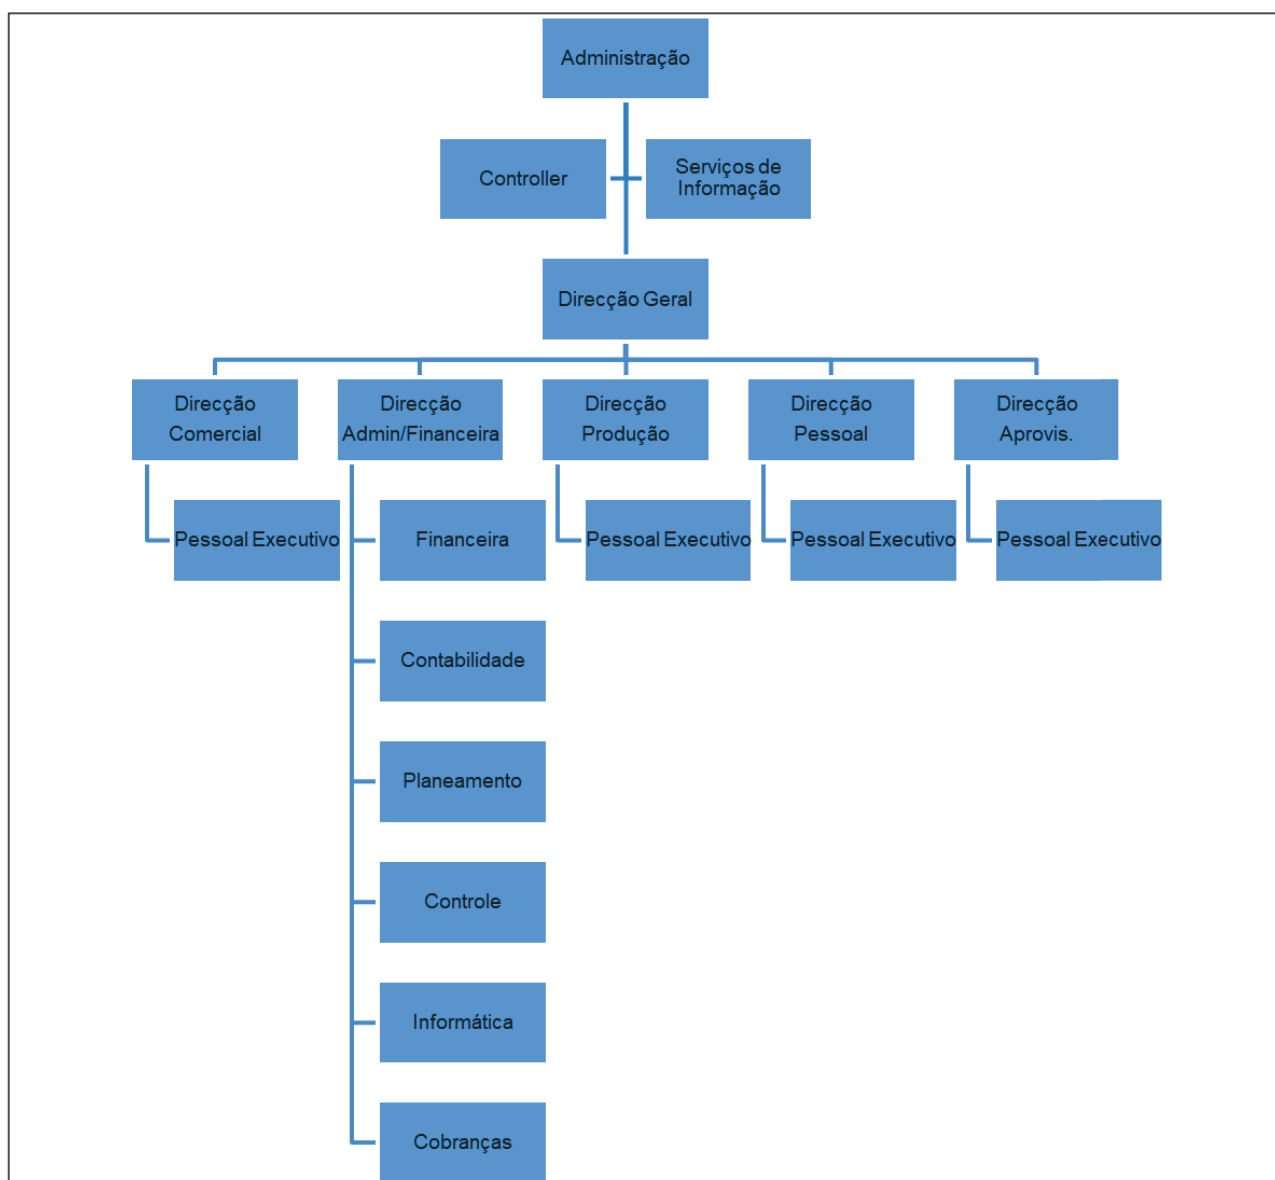 Administração
Controller
Serviços de
Informação
Direcção Geral
Direcção
Comercial
Direcção
Admin/Financeira
Direcção
Produção
Direcção
Pessoal
Direcção
Aprovis.
Pessoal Executivo
Financeira
Pessoal Executivo
Pessoal Executivo
Pessoal Executivo
Contabilidade
Planeamento
Controle
Informática
Cobranças